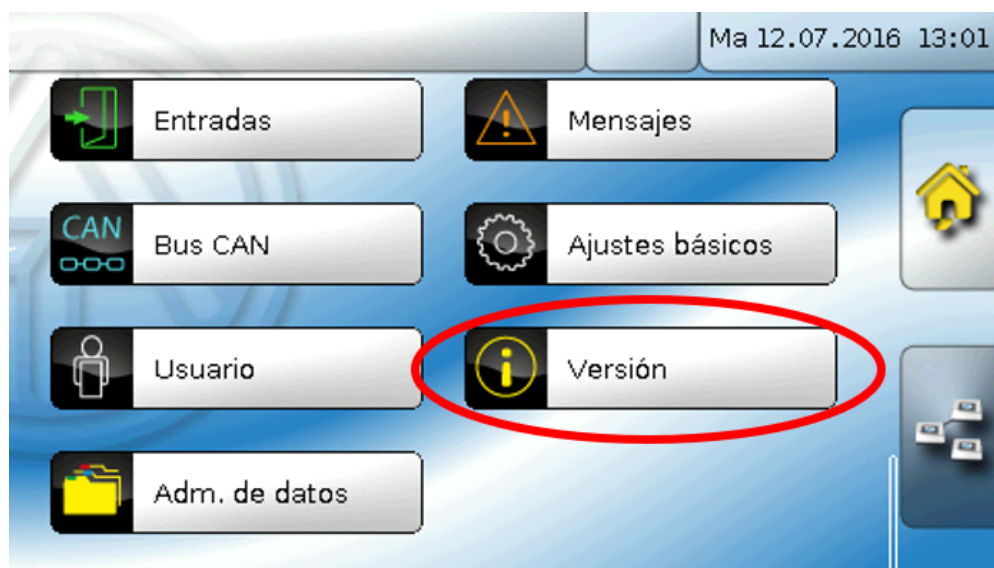 Ma 12.07.2016 13:01
Entradas
Mensajes
CAN
Bus CAN
Ajustes básicos
Usuario
Versión
Adm. de datos